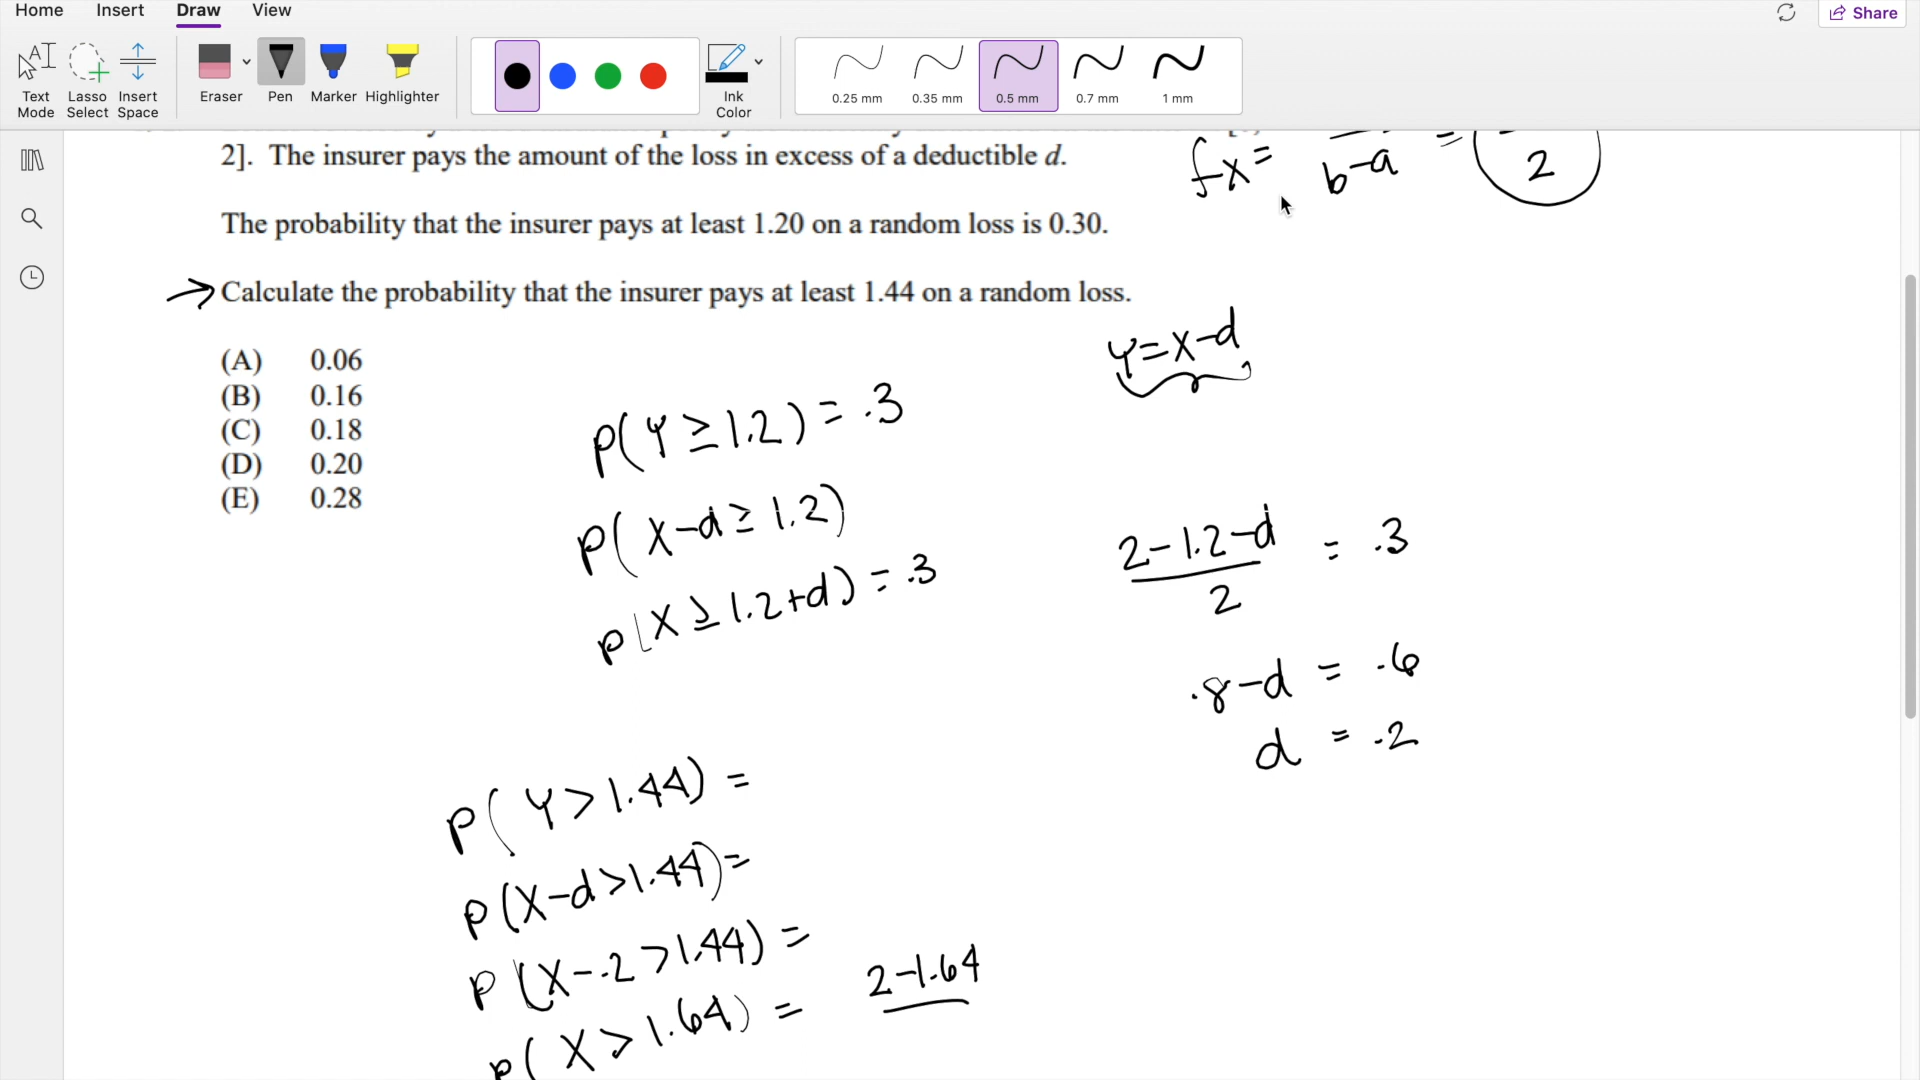 Home Insert Draw View Share
Text Mode Lasso Select Insert Space Eraser Pen Marker Highlighter Ink Color 0.25 mm 0.35 mm 0.5 mm 0.7 mm 1 mm
2]. The insurer pays the amount of the loss in excess of a deductible d.
fx = b-a = 2
The probability that the insurer pays at least 1.20 on a random loss is 0.30.
→ Calculate the probability that the insurer pays at least 1.44 on a random loss.
(A) 0.06
(B) 0.16
(C) 0.18
(D) 0.20
(E) 0.28
Y=X-d
P(Y≥1.2) = .3
P(X-d≥1.2)
P(X≥1.2+d) = .3
2-1.2-d
2
= .3
.8-d = .6
d = .2
P(Y>1.44) =
P(X-d>1.44) =
P(X-.2>1.44) =
P(X>1.64) = 2-1.64